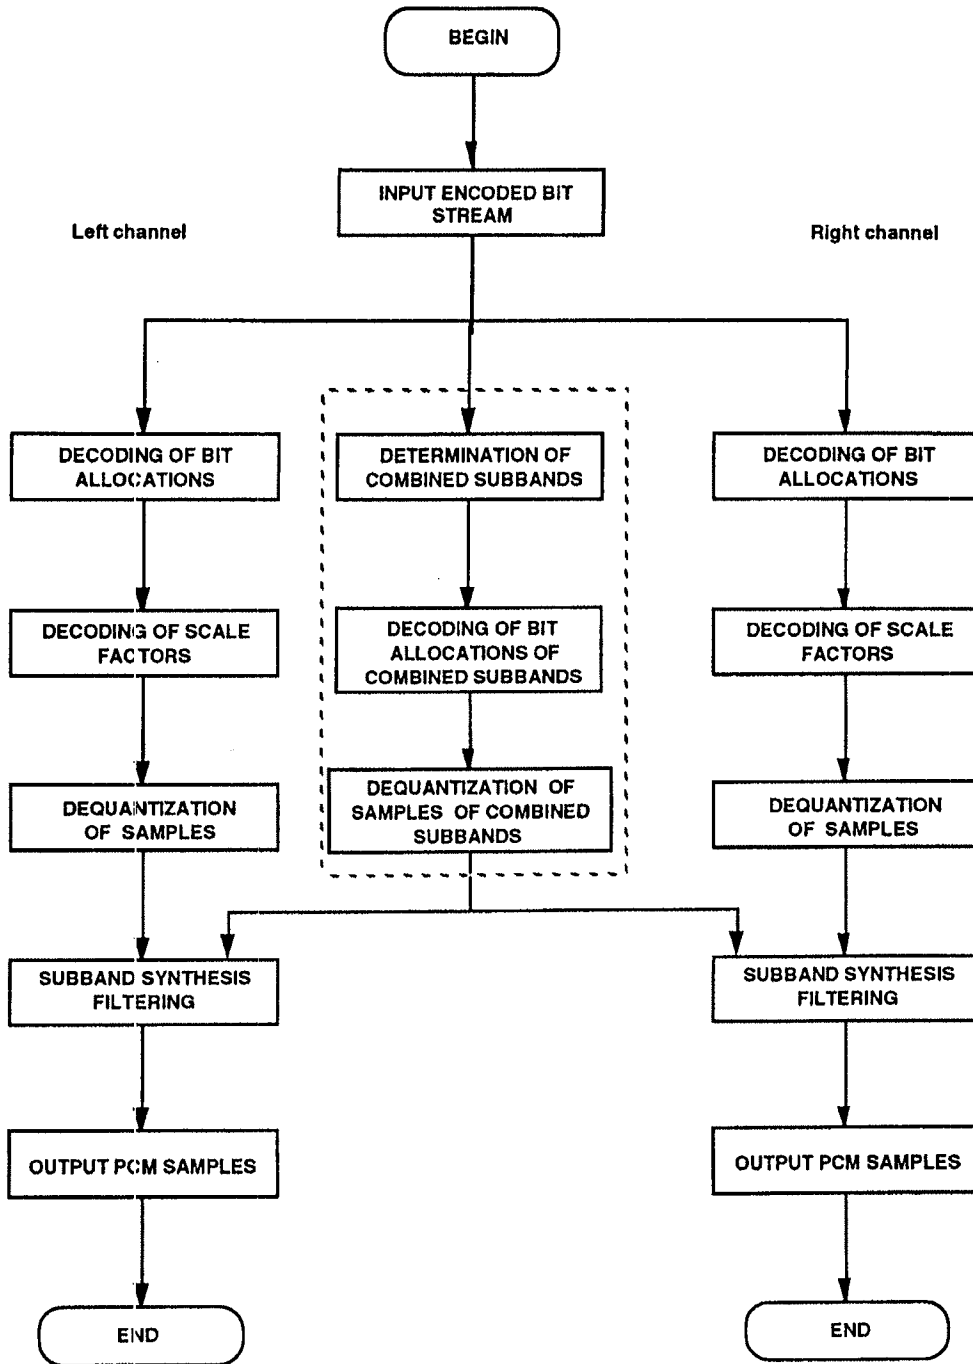 BEGIN
INPUT ENCODED BIT
STREAM
Left channel
Right channel
DECODING OF BIT
ALLOCATIONS
DETERMINATION OF
COMBINED SUBBANDS
DECODING OF BIT
ALLOCATIONS
DECODING OF SCALE
FACTORS
DECODING OF BIT
ALLOCATIONS OF
COMBINED SUBBANDS
DECODING OF SCALE
FACTORS
DEQUANTIZATION
OF SAMPLES
DEQUANTIZATION OF
SAMPLES OF COMBINED
SUBBANDS
DEQUANTIZATION
OF SAMPLES
SUBBAND SYNTHESIS
FILTERING
SUBBAND SYNTHESIS
FILTERING
OUTPUT PCM SAMPLES
OUTPUT PCM SAMPLES
END
END